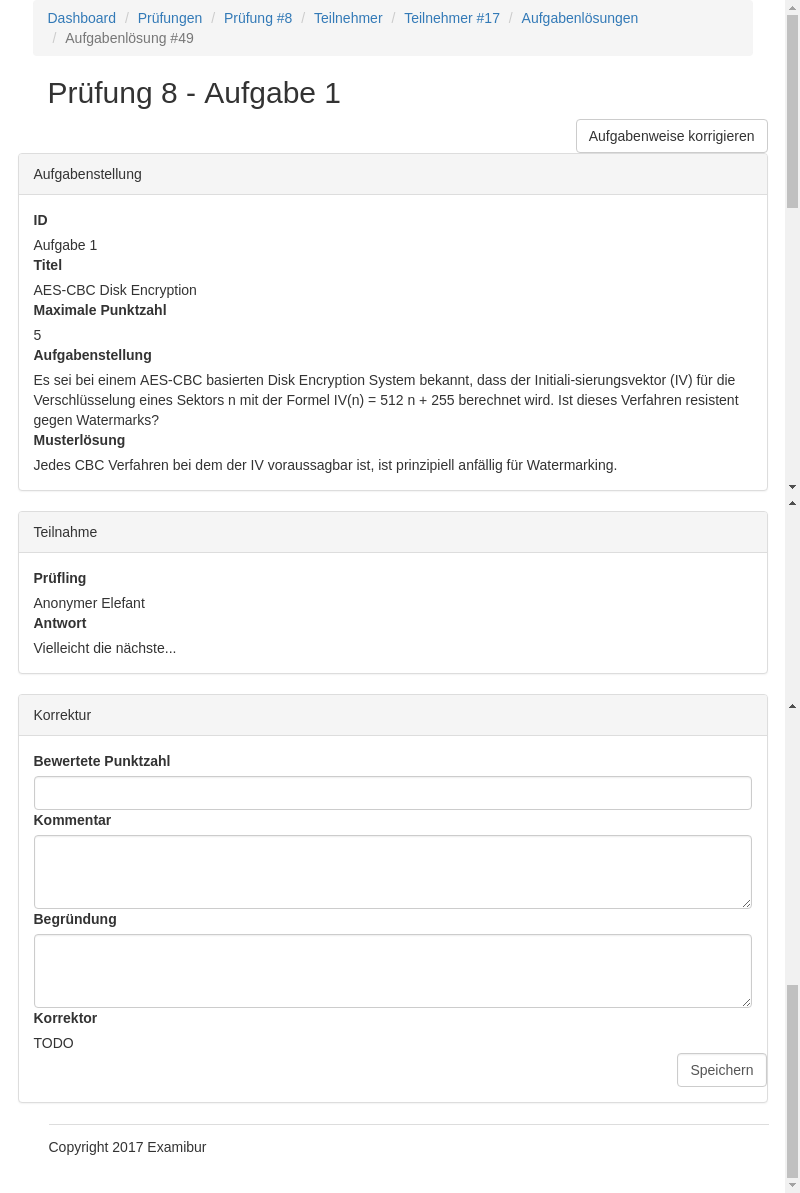 Dashboard / Prüfungen / Prüfung #8 / Teilnehmer / Teilnehmer #17 / Aufgabenlösungen
/ Aufgabenlösung #49
Prüfung 8 - Aufgabe 1
Aufgabenweise korrigieren
Aufgabenstellung
ID
Aufgabe 1
Titel
AES-CBC Disk Encryption
Maximale Punktzahl
5
Aufgabenstellung
Es sei bei einem AES-CBC basierten Disk Encryption System bekannt, dass der Initiali-sierungsvektor (IV) für die
Verschlüsselung eines Sektors n mit der Formel IV(n) = 512 n + 255 berechnet wird. Ist dieses Verfahren resistent
gegen Watermarks?
Musterlösung
Jedes CBC Verfahren bei dem der IV voraussagbar ist, ist prinzipiell anfällig für Watermarking.
Teilnahme
Prüfling
Anonymer Elefant
Antwort
Vielleicht die nächste...
Korrektur
Bewertete Punktzahl
Kommentar
Begründung
Korrektor
TODO
Speichern
Copyright 2017 Examibur